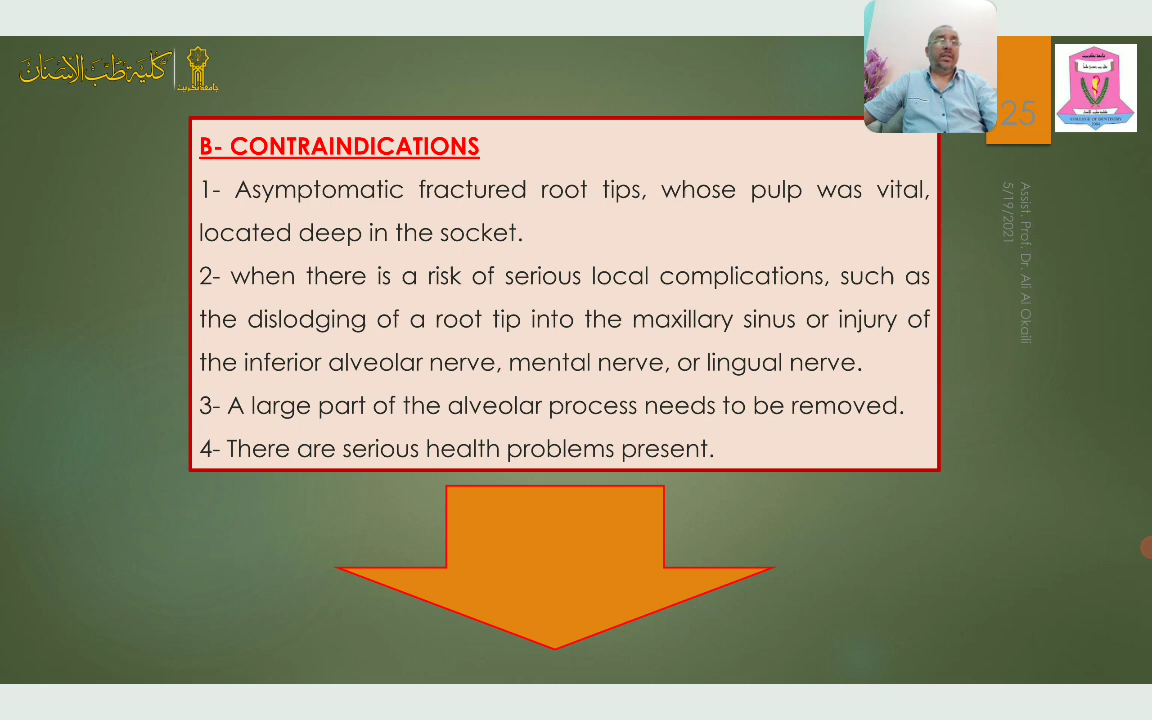 كلية طب الأسنان
جامعة تكريت
25
COLLEGE OF DENTISTRY
B- CONTRAINDICATIONS
1- Asymptomatic fractured root tips, whose pulp was vital,
located deep in the socket.
2- when there is a risk of serious local complications, such as
the dislodging of a root tip into the maxillary sinus or injury of
the inferior alveolar nerve, mental nerve, or lingual nerve.
3- A large part of the alveolar process needs to be removed.
4- There are serious health problems present.
Assist. Prof. Dr. Ali Al Okaili
5/19/2021